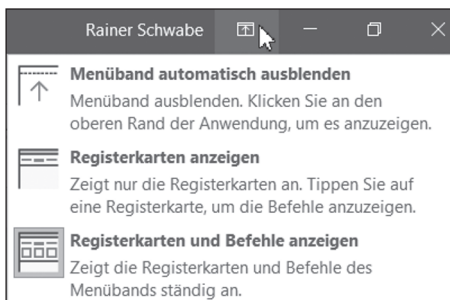 Rainer Schwabe
Menüband automatisch ausblenden
Menüband ausblenden. Klicken Sie an den
oberen Rand der Anwendung, um es anzuzeigen.
Registerkarten anzeigen
Zeigt nur die Registerkarten an. Tippen Sie auf
eine Registerkarte, um die Befehle anzuzeigen.
Registerkarten und Befehle anzeigen
Zeigt die Registerkarten und Befehle des
Menübands ständig an.